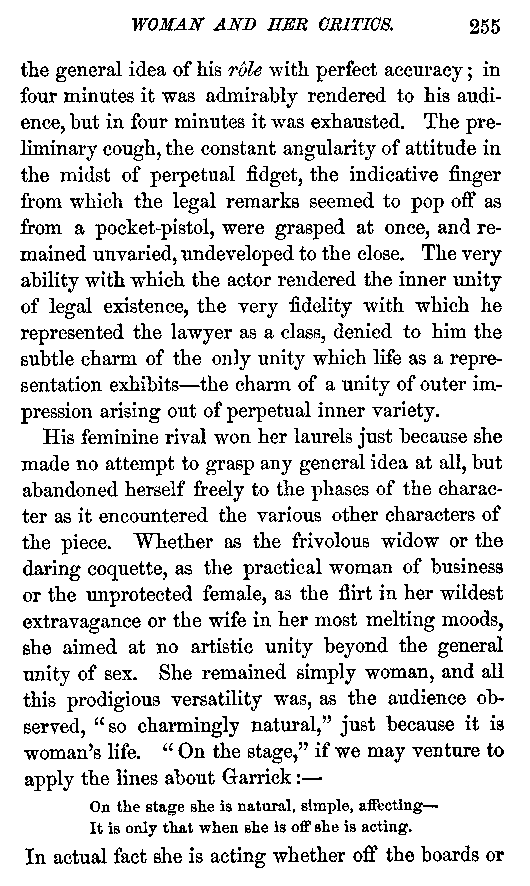 WOMAN AND HER CRITICS. 255
the general idea of his rôle with perfect accuracy; in
four minutes it was admirably rendered to his audi-
ence, but in four minutes it was exhausted. The pre-
liminary cough, the constant angularity of attitude in
the midst of perpetual fidget, the indicative finger
from which the legal remarks seemed to pop off as
from a pocket-pistol, were grasped at once, and re-
mained unvaried, undeveloped to the close. The very
ability with which the actor rendered the inner unity
of legal existence, the very fidelity with which he
represented the lawyer as a class, denied to him the
subtle charm of the only unity which life as a repre-
sentation exhibits—the charm of a unity of outer im-
pression arising out of perpetual inner variety.
His feminine rival won her laurels just because she
made no attempt to grasp any general idea at all, but
abandoned herself freely to the phases of the charac-
ter as it encountered the various other characters of
the piece. Whether as the frivolous widow or the
daring coquette, as the practical woman of business
or the unprotected female, as the flirt in her wildest
extravagance or the wife in her most melting moods,
she aimed at no artistic unity beyond the general
unity of sex. She remained simply woman, and all
this prodigious versatility was, as the audience ob-
served, "so charmingly natural," just because it is
woman's life. "On the stage," if we may venture to
apply the lines about Garrick:—
On the stage she is natural, simple, affecting—
It is only that when she is off she is acting.
In actual fact she is acting whether off the boards or